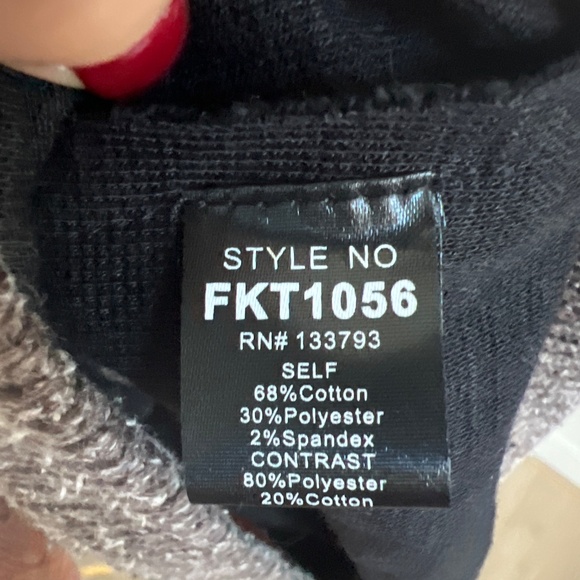 STYLE NO
FKT1056
RN# 133793
SELF
68%Cotton
30%Polyester
2%Spandex
CONTRAST
80%Polyester
20%Cotton